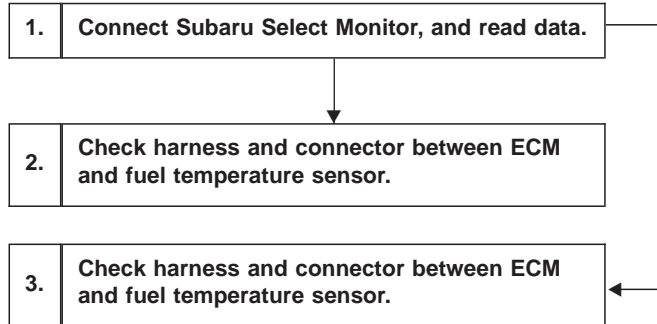 1. Connect Subaru Select Monitor, and read data.
2. Check harness and connector between ECM
and fuel temperature sensor.
3. Check harness and connector between ECM
and fuel temperature sensor.